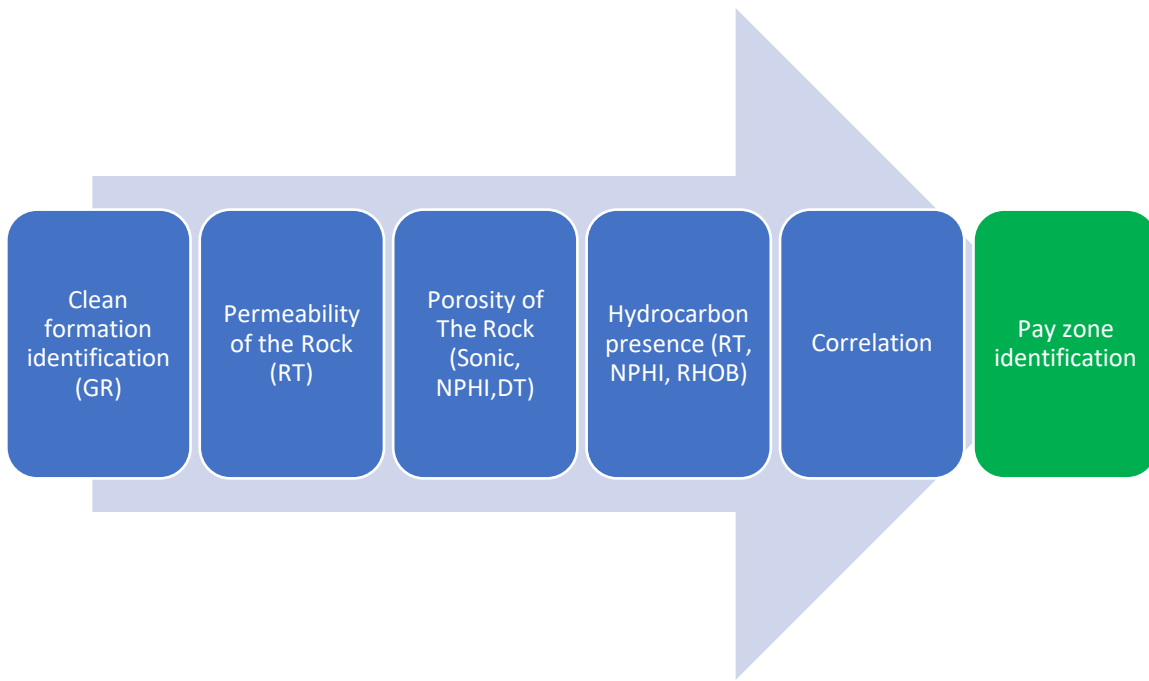 Clean
formation
identification
(GR)
Permeability
of the Rock
(RT)
Porosity of
The Rock
(Sonic,
NPHI,DT)
Hydrocarbon
presence (RT,
NPHI, RHOB)
Correlation
Pay zone
identification